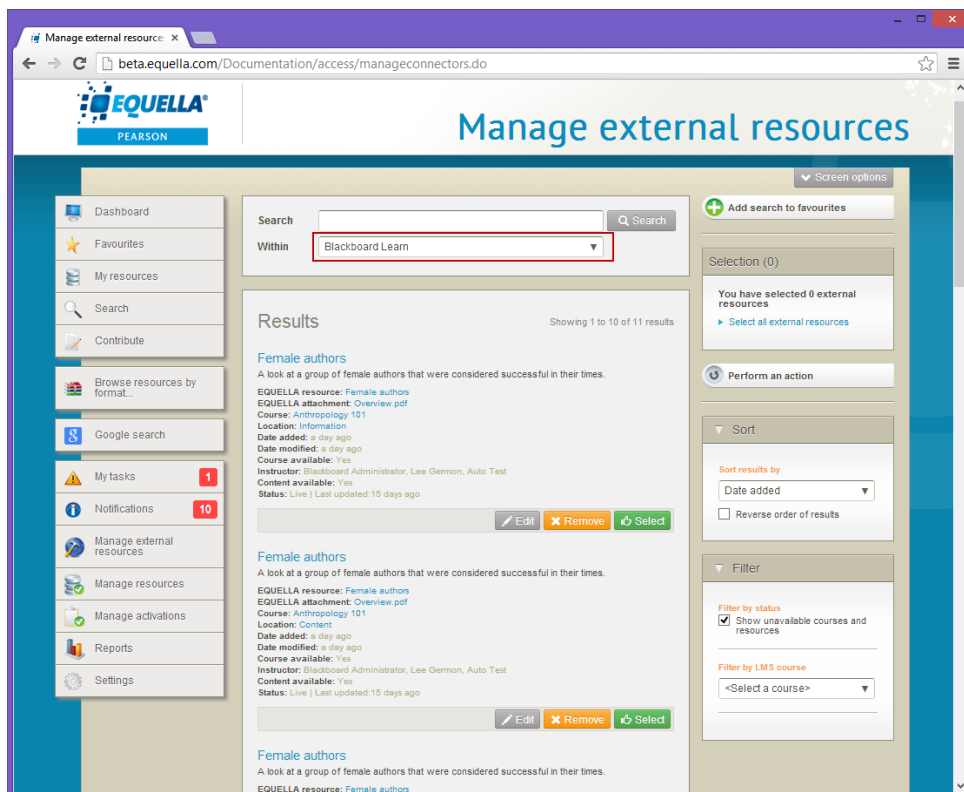 Manage external resource
beta.equella.com/Documentation/access/manageconnectors.do
EQUELLA®
PEARSON
Manage external resources
Screen options
Dashboard
Favourites
My resources
Search
Contribute
Browse resources by
format...
Google search
My tasks 1
Notifications 10
Manage external
resources
Manage resources
Manage activations
Reports
Settings
Search Search
Within Blackboard Learn
Results Showing 1 to 10 of 11 results
Female authors
A look at a group of female authors that were considered successful in their times.
EQUELLA resource: Female authors
EQUELLA attachment: Overview.pdf
Course: Anthropology 101
Location: Information
Date added: a day ago
Date modified: a day ago
Course available: Yes
Instructor: Blackboard Administrator, Lee Germon, Auto Test
Content available: Yes
Status: Live | Last updated:15 days ago
Edit Remove Select
Female authors
A look at a group of female authors that were considered successful in their times.
EQUELLA resource: Female authors
EQUELLA attachment: Overview.pdf
Course: Anthropology 101
Location: Content
Date added: a day ago
Date modified: a day ago
Course available: Yes
Instructor: Blackboard Administrator, Lee Germon, Auto Test
Content available: Yes
Status: Live | Last updated:15 days ago
Edit Remove Select
Female authors
A look at a group of female authors that were considered successful in their times.
EQUELLA resource: Female authors
Add search to favourites
Selection (0)
You have selected 0 external
resources
Select all external resources
Perform an action
Sort
Sort results by
Date added
Reverse order of results
Filter
Filter by status
Show unavailable courses and
resources
Filter by LMS course
<Select a course>